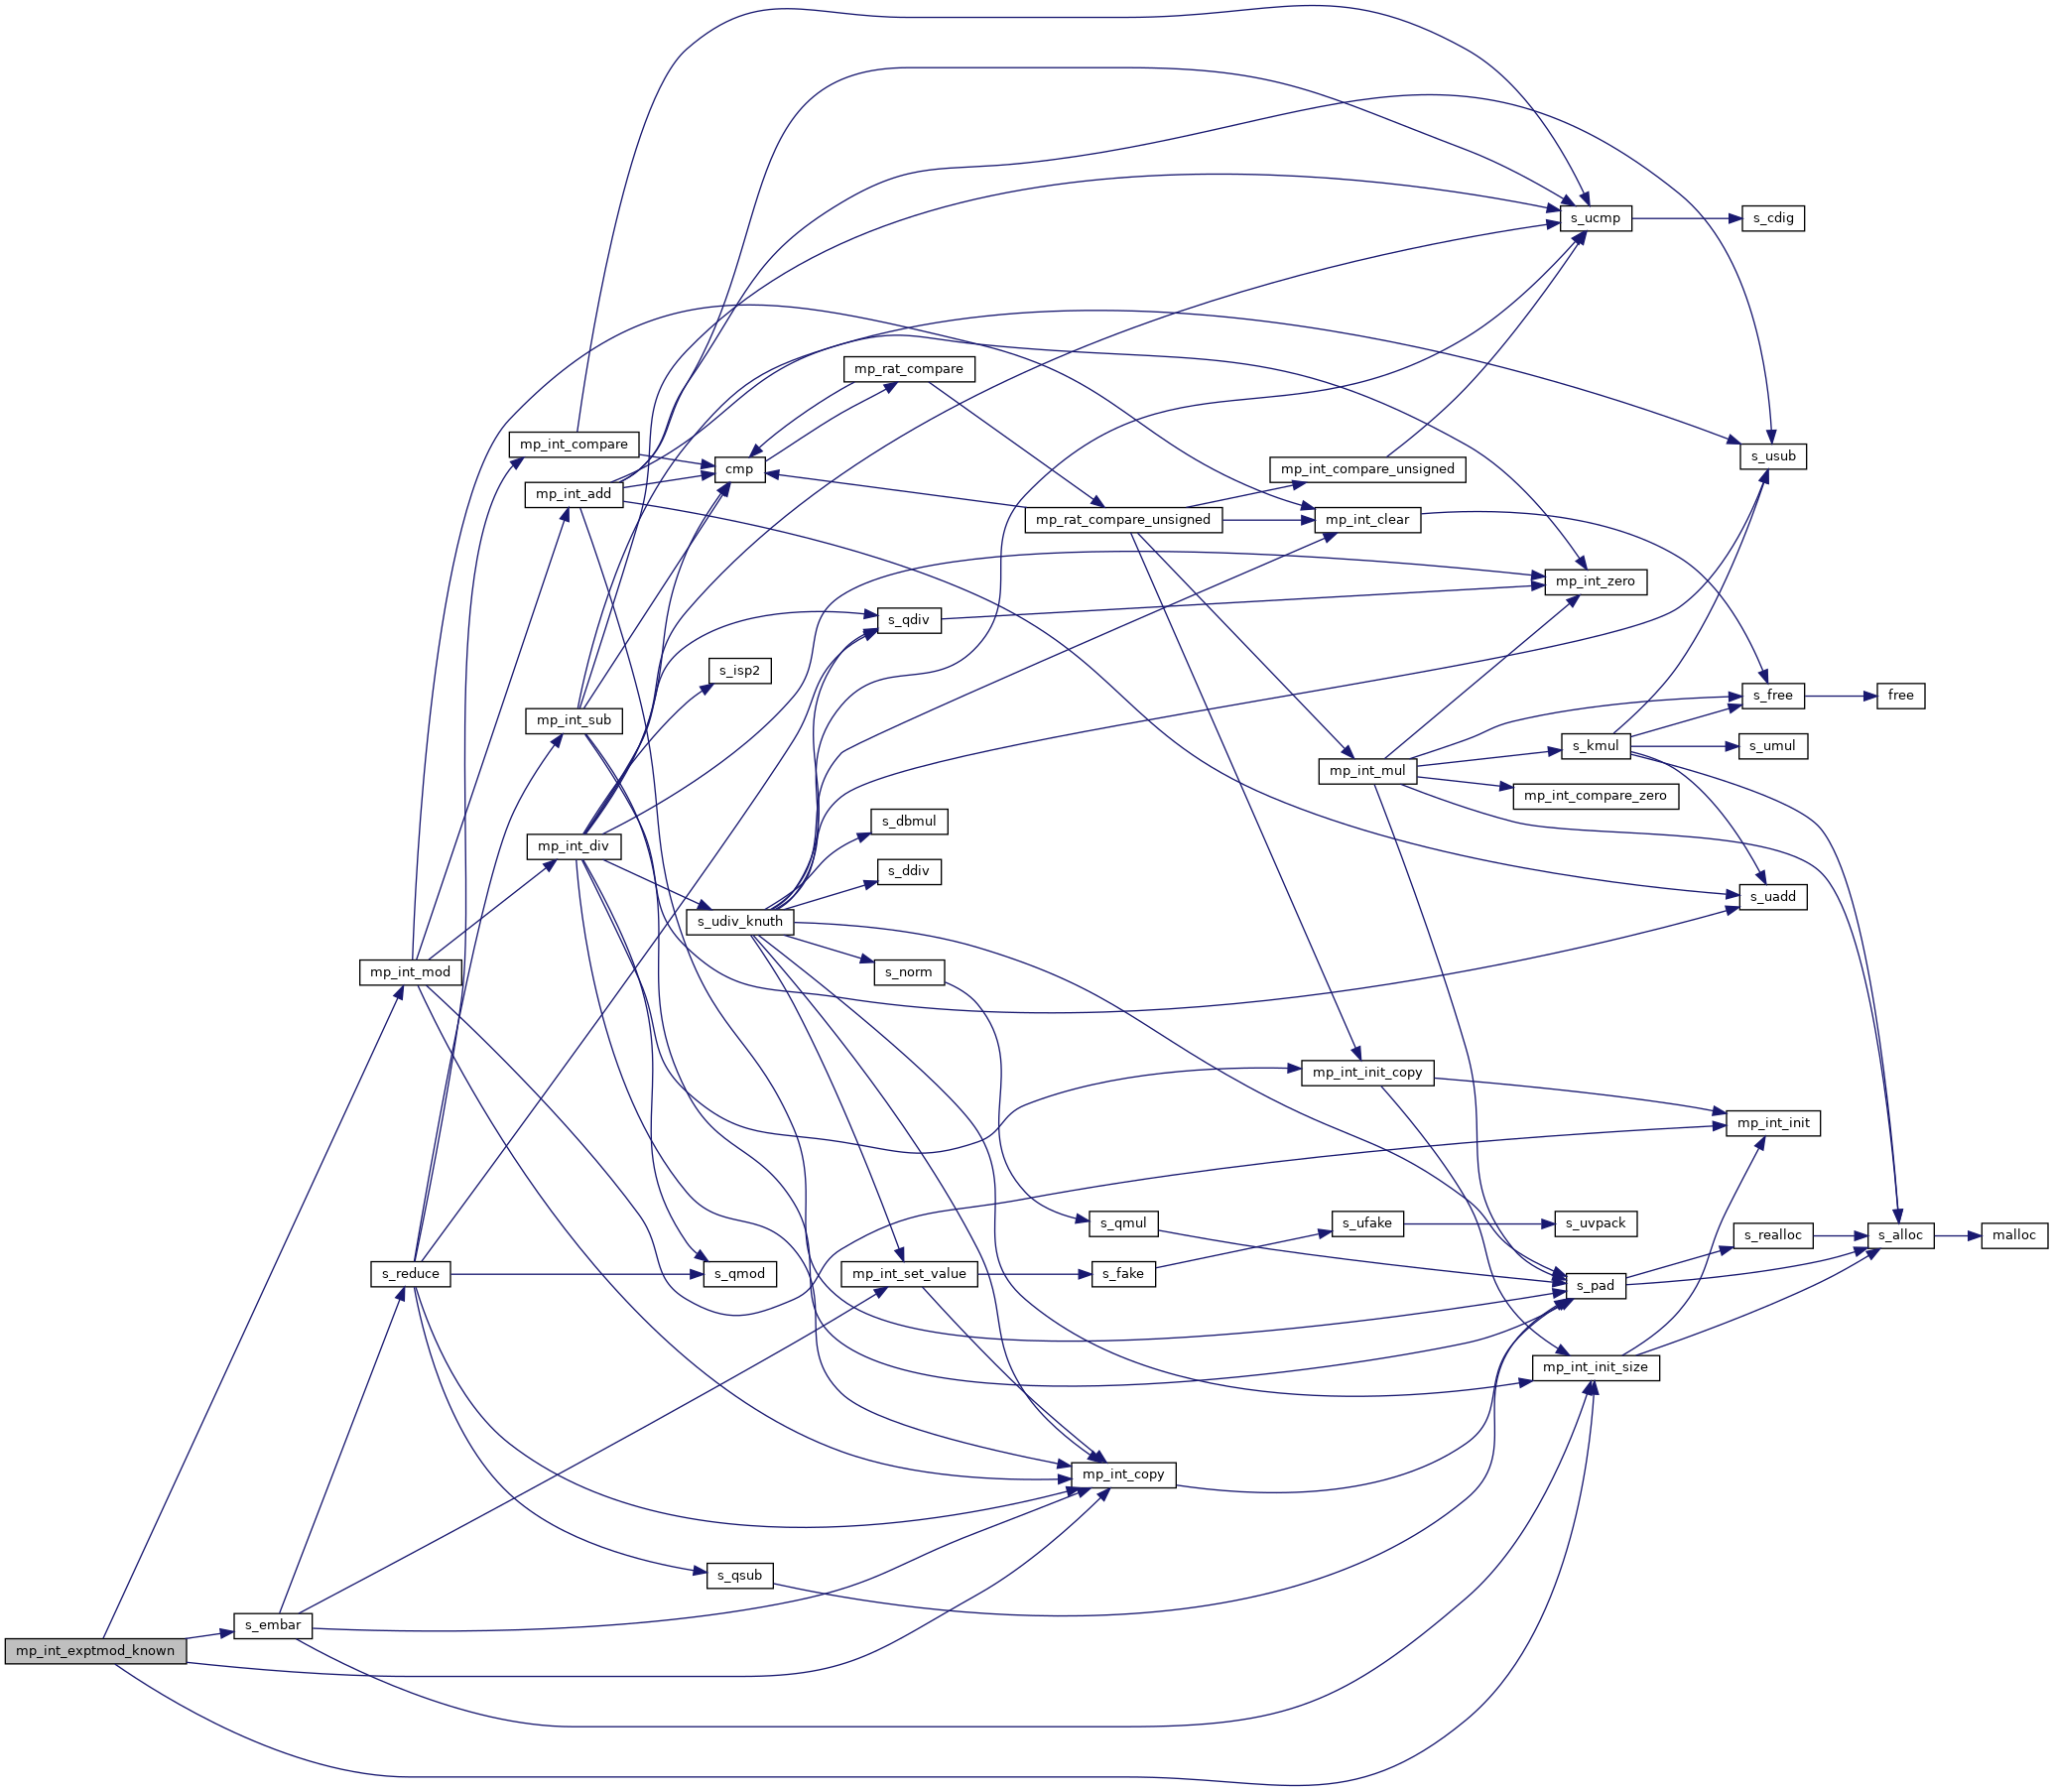 s_ucmp
s_cdig
mp_rat_compare
mp_int_compare
s_usub
cmp
mp_int_compare_unsigned
mp_int_add
mp_rat_compare_unsigned
mp_int_clear
mp_int_zero
s_qdiv
s_isp2
s_free
free
mp_int_sub
s_kmul
s_umul
mp_int_mul
mp_int_compare_zero
s_dbmul
mp_int_div
s_ddiv
s_uadd
s_udiv_knuth
mp_int_mod
s_norm
mp_int_init_copy
mp_int_init
s_qmul
s_ufake
s_uvpack
s_realloc
s_alloc
malloc
s_reduce
s_qmod
mp_int_set_value
s_fake
s_pad
mp_int_init_size
mp_int_copy
s_qsub
s_embar
mp_int_exptmod_known